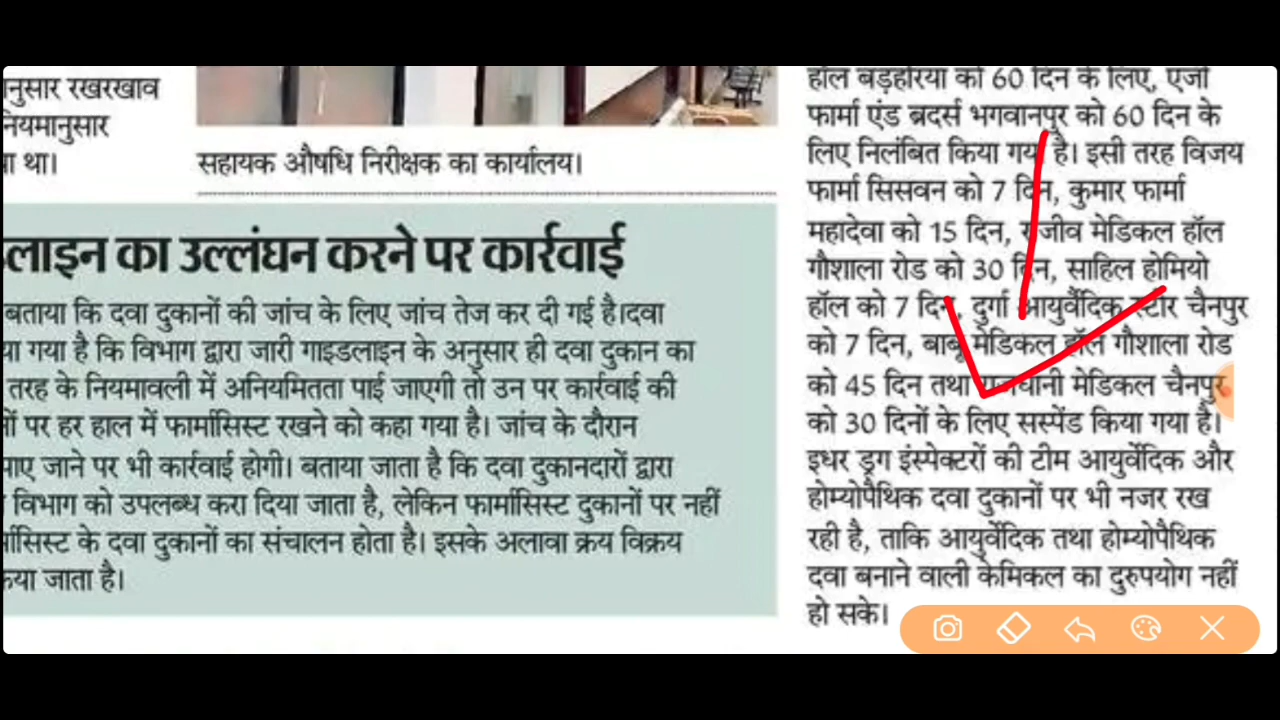 नुसार रखरखाव
नियमानुसार
था।
सहायक औषधि निरीक्षक का कार्यालय।
लाइन का उल्लंघन करने पर कार्रवाई
बताया कि दवा दुकानों की जांच के लिए जांच तेज कर दी गई है।दवा
या गया है कि विभाग द्वारा जारी गाइडलाइन के अनुसार ही दवा दुकान का
तरह के नियमावली में अनियमितता पाई जाएगी तो उन पर कार्रवाई की
ों पर हर हाल में फार्मासिस्ट रखने को कहा गया है। जांच के दौरान
पाए जाने पर भी कार्रवाई होगी। बताया जाता है कि दवा दुकानदारों द्वारा
विभाग को उपलब्ध करा दिया जाता है, लेकिन फार्मासिस्ट दुकानों पर नहीं
र्मासिस्ट के दवा दुकानों का संचालन होता है। इसके अलावा क्रय विक्रय
किया जाता है।
हॉल बड़हरिया को 60 दिन के लिए, एजी
फार्मा एंड ब्रदर्स भगवानपुर को 60 दिन के
लिए निलंबित किया गया है। इसी तरह विजय
फार्मा सिसवन को 7 दिन, कुमार फार्मा
महादेवा को 15 दिन, राजीव मेडिकल हॉल
गौशाला रोड को 30 दिन, साहिल होमियो
हॉल को 7 दिन, दुर्गा आयुर्वैदिक स्टोर चैनपुर
को 7 दिन, बाबू मेडिकल हॉल गौशाला रोड
को 45 दिन तथा राजधानी मेडिकल चैनपुर
को 30 दिनों के लिए सस्पेंड किया गया है।
इधर ड्रग इंस्पेक्टरों की टीम आयुर्वेदिक और
होम्योपैथिक दवा दुकानों पर भी नजर रख
रही है, ताकि आयुर्वेदिक तथा होम्योपैथिक
दवा बनाने वाली केमिकल का दुरुपयोग नहीं
हो सके।